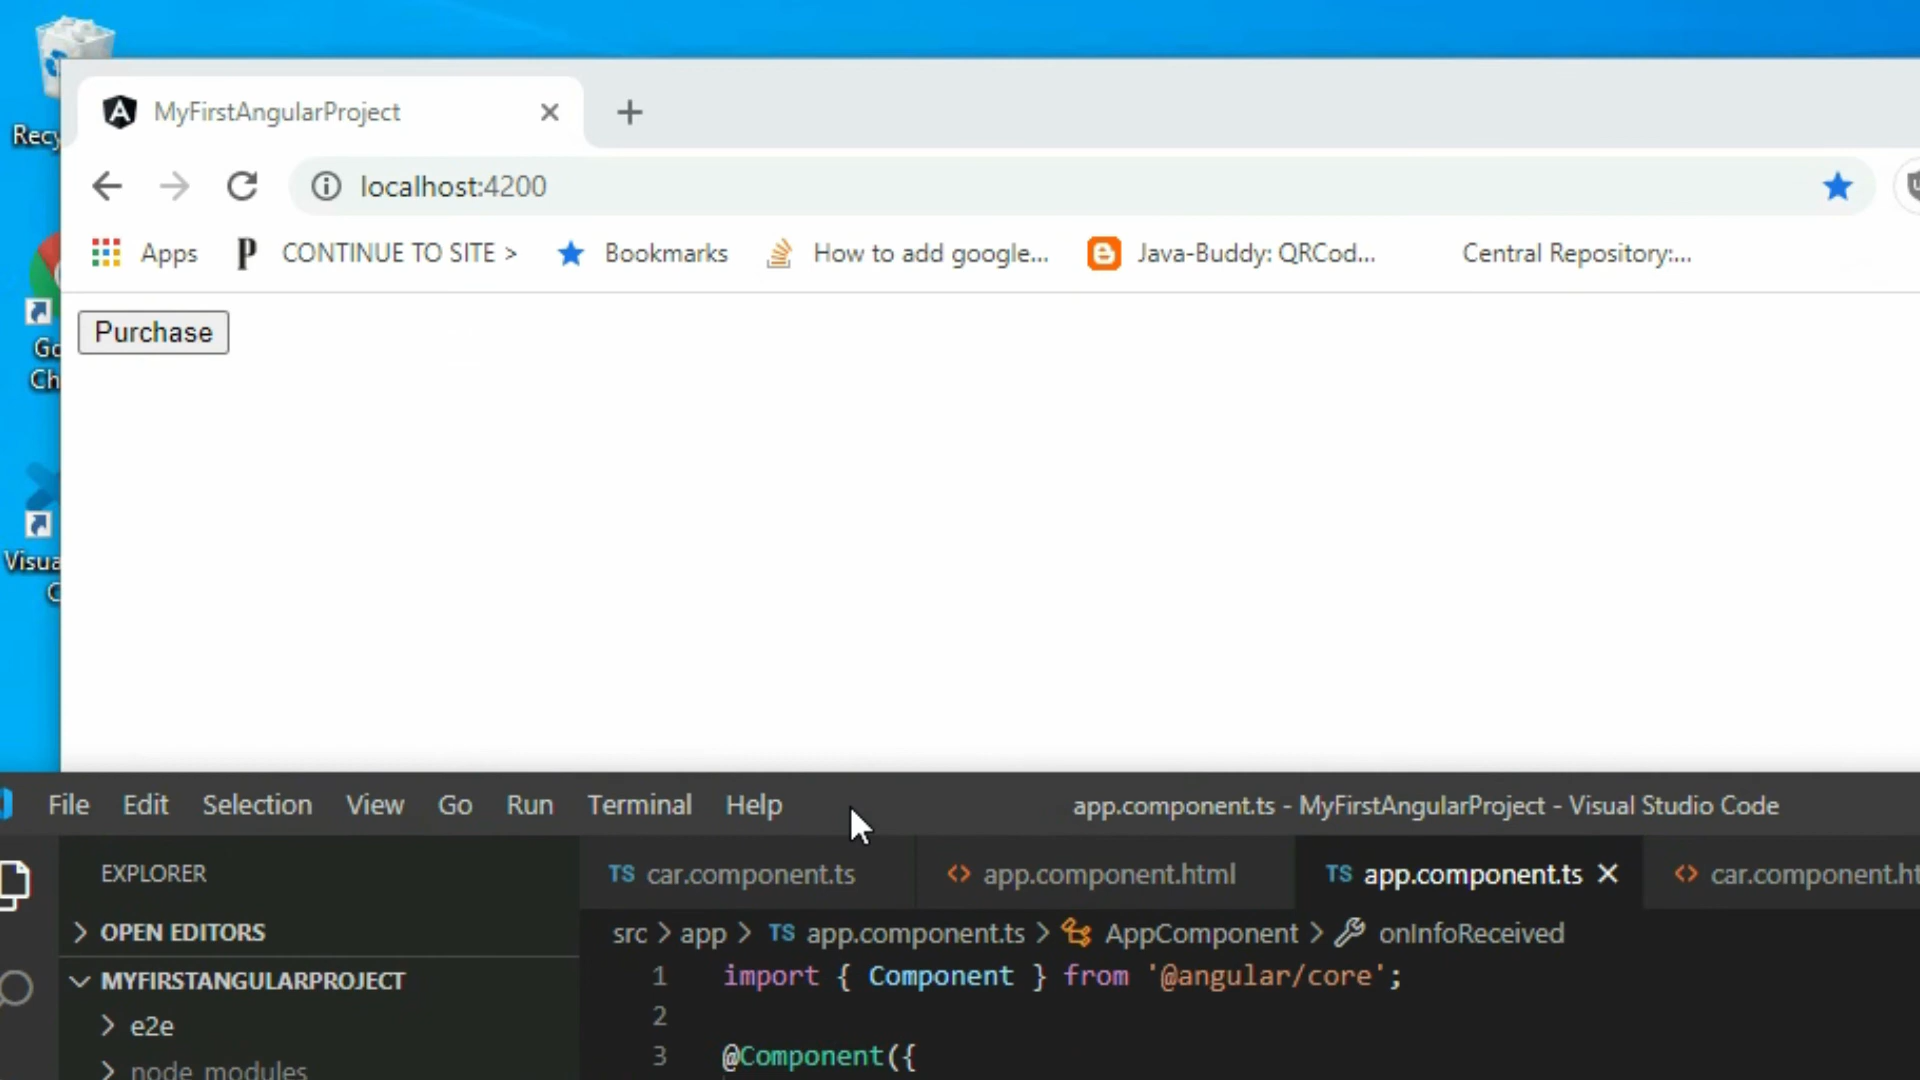 Recy
MyFirstAngularProject
localhost:4200
Apps
CONTINUE TO SITE >
Bookmarks
How to add google...
Java-Buddy: QRCod...
Central Repository:...
Purchase
Go
Ch
Visua
C
File Edit Selection View Go Run Terminal Help
app.component.ts - MyFirstAngularProject - Visual Studio Code
EXPLORER
OPEN EDITORS
MYFIRSTANGULARPROJECT
e2e
node_modules
TS car.component.ts
<> app.component.html
TS app.component.ts
<> car.component.ht
src > app > TS app.component.ts > AppComponent > onInfoReceived
1 import { Component } from '@angular/core';
2
3 @Component({